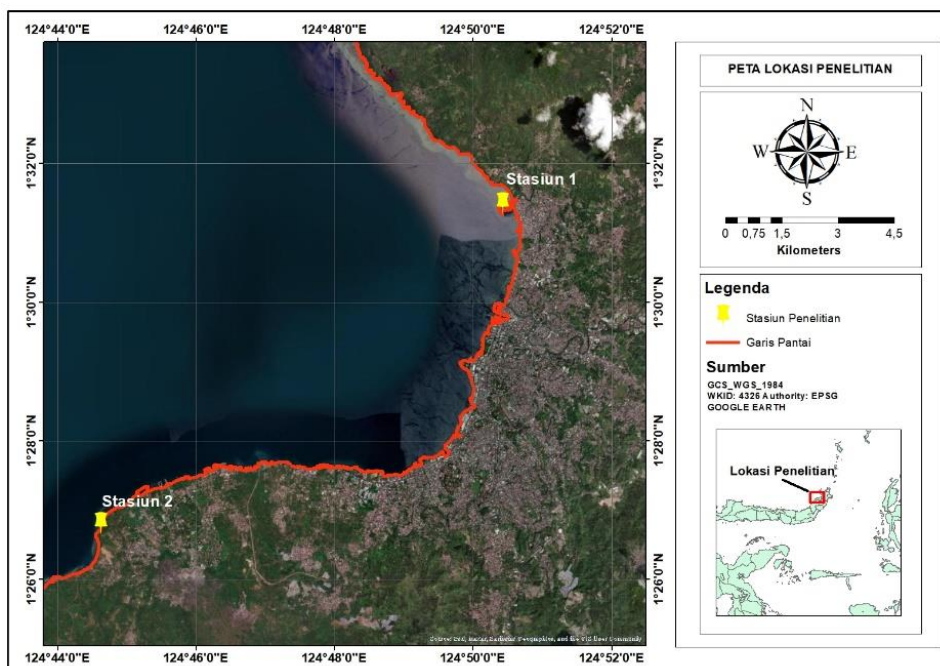 124°44'0"E 124°46'0"E 124°48'0"E 124°50'0"E 124°52'0"E
1°32'0"N 1°32'0"N
Stasiun 1
1°30'0"N 1°30'0"N
1°28'0"N 1°28'0"N
Stasiun 2
1°26'0"N 1°26'0"N
124°44'0"E 124°46'0"E 124°48'0"E 124°50'0"E 124°52'0"E
PETA LOKASI PENELITIAN
N
W E
S
0 0,75 1,5 3 4,5
Kilometers
Legenda
Stasiun Penelitian
Garis Pantai
Sumber
GCS_WGS_1984
WKID: 4326 Authority: EPSG
GOOGLE EARTH
Lokasi Penelitian